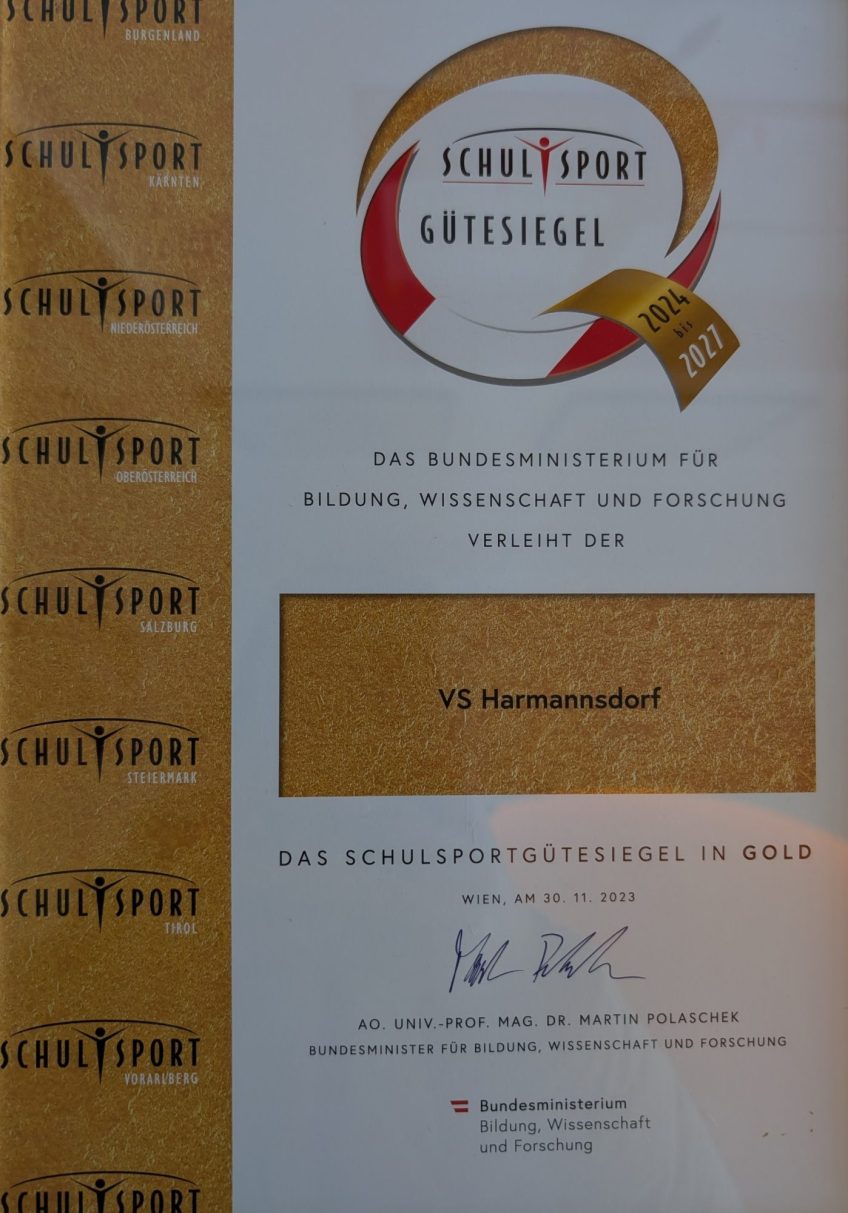 SCHULSPORT
BURGENLAND
SCHULSPORT
KÄRNTEN
SCHULSPORT
NIEDERÖSTERREICH
SCHULSPORT
OBERÖSTERREICH
SCHULSPORT
SALZBURG
SCHULSPORT
STEIERMARK
SCHULSPORT
TIROL
SCHULSPORT
VORARLBERG
SCHULSPORT
SCHULSPORT
GÜTESIEGEL
2024
bis
2027
DAS BUNDESMINISTERIUM FÜR
BILDUNG, WISSENSCHAFT UND FORSCHUNG
VERLEIHT DER
VS Harmannsdorf
DAS SCHULSPORTGÜTESIEGEL IN GOLD
WIEN, AM 30. 11. 2023
AO. UNIV.-PROF. MAG. DR. MARTIN POLASCHEK
BUNDESMINISTER FÜR BILDUNG, WISSENSCHAFT UND FORSCHUNG
Bundesministerium
Bildung, Wissenschaft
und Forschung